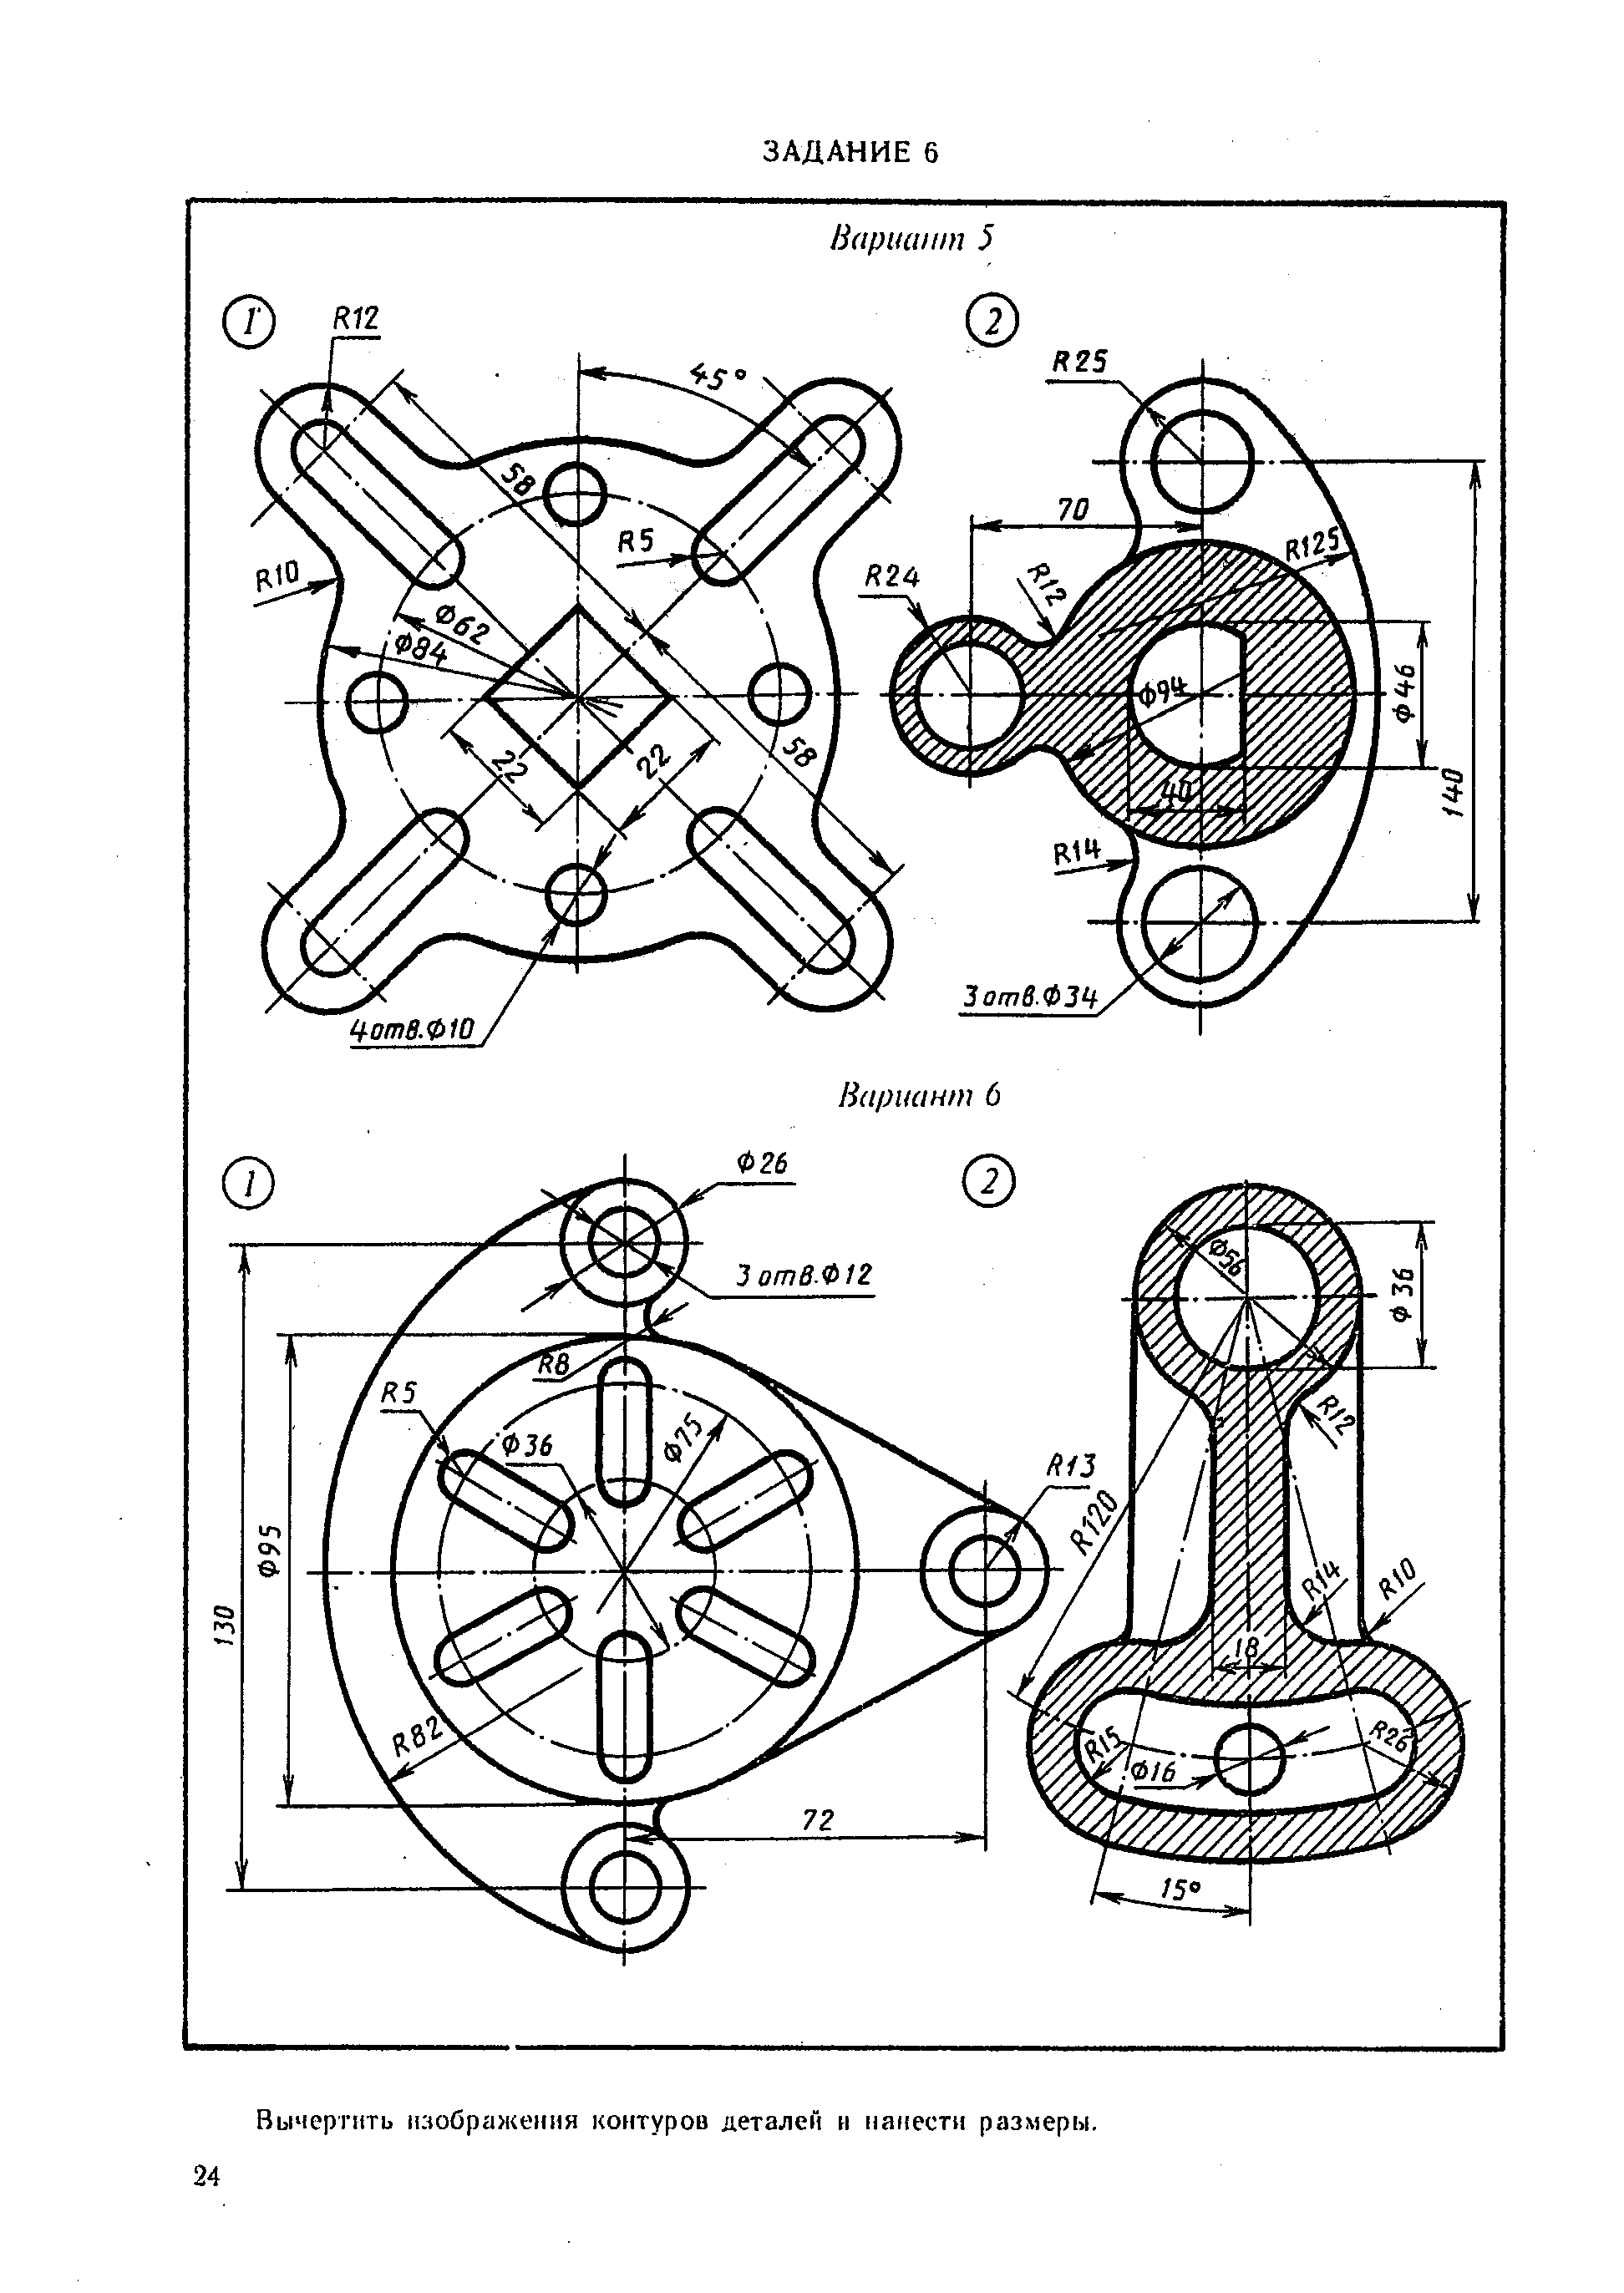 ЗАДАНИЕ 6
Вариант 5
1
R12
45°
58
R5
R10
Ф62
Ф84
22
22
58
4отв.Ф10
2
R25
70
R125
R24
R12
Ф94
Ф46
40
140
R14
3отв.Ф34
Вариант 6
1
Ф26
3отв.Ф12
R8
R5
Ф36
Ф75
R13
Ф95
130
R82
72
2
Ф56
Ф36
R12
R120
R14
R10
18
R15
Ф16
R26
15°
Вычертить изображения контуров деталей и нанести размеры.
24